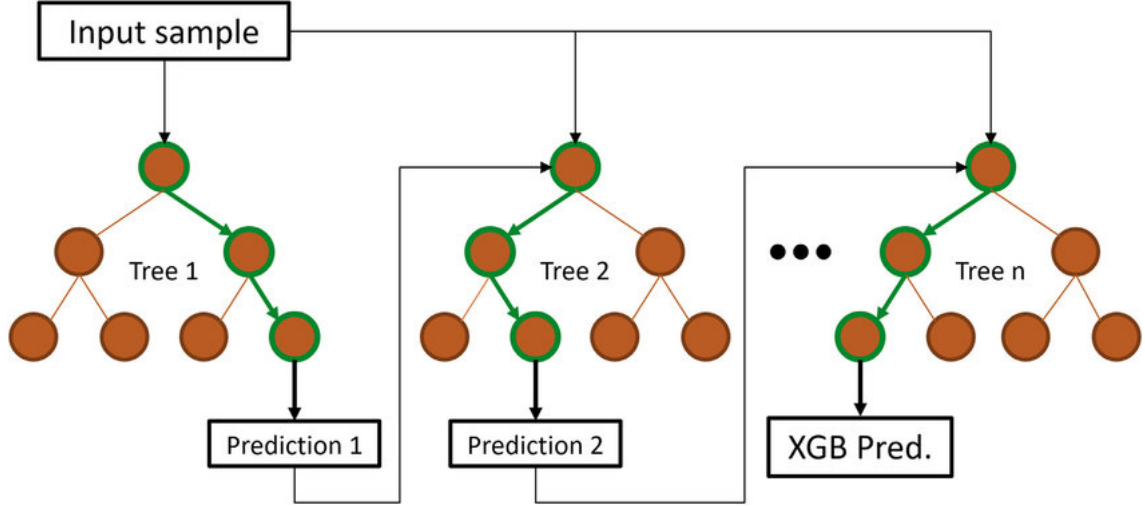 Input sample
Tree 1
Tree 2
Tree n
Prediction 1
Prediction 2
XGB Pred.